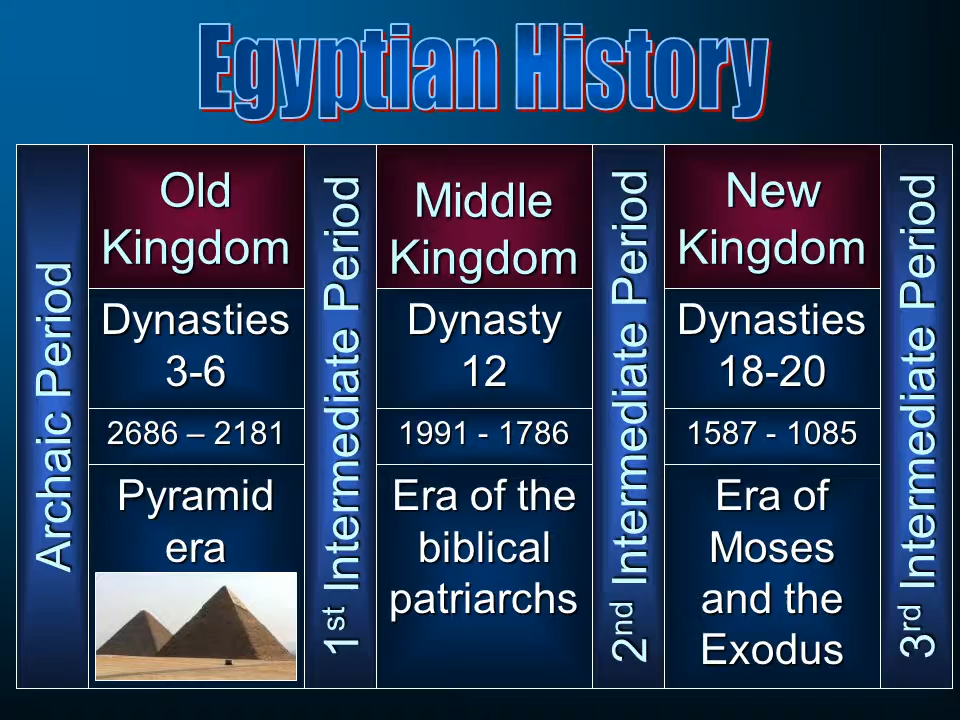 Egyptian History
Archaic Period
Old
Kingdom
Dynasties
3-6
2686 – 2181
Pyramid
era
1st Intermediate Period
Middle
Kingdom
Dynasty
12
1991 - 1786
Era of the
biblical
patriarchs
2nd Intermediate Period
New
Kingdom
Dynasties
18-20
1587 - 1085
Era of
Moses
and the
Exodus
3rd Intermediate Period